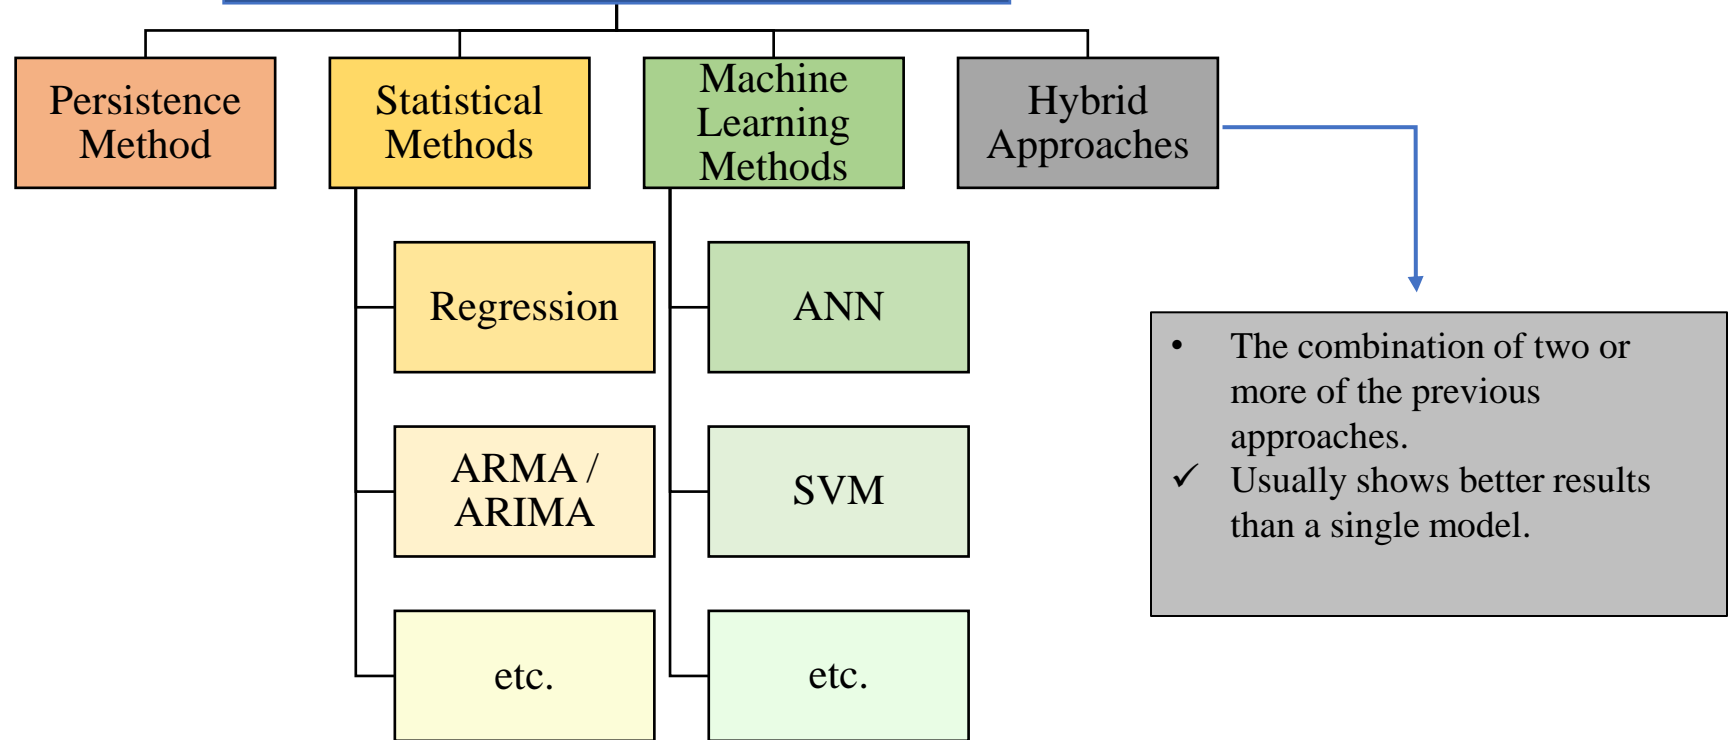 Persistence
Method
Statistical
Methods
Machine
Learning
Methods
Hybrid
Approaches
Regression
ANN
ARMA /
ARIMA
SVM
etc.
etc.
• The combination of two or
more of the previous
approaches.
✓ Usually shows better results
than a single model.